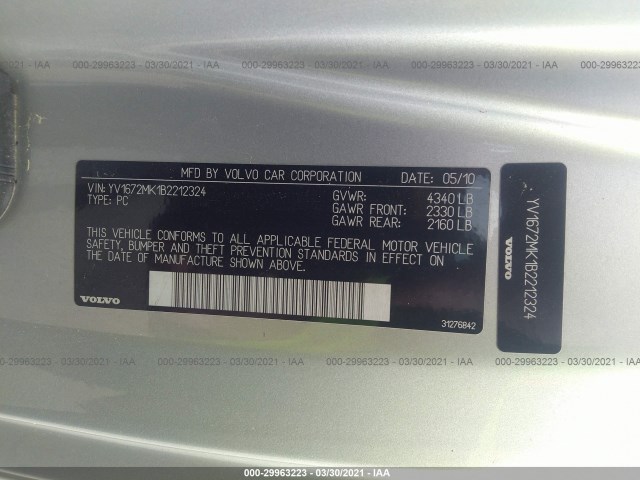 000-29963223 - 03/30/2021 - IAA
MFD BY VOLVO CAR CORPORATION DATE: 05/10
VIN: YV1672MK1B2212324
TYPE: PC
GVWR: 4340 LB
GAWR FRONT: 2330 LB
GAWR REAR: 2160 LB
THIS VEHICLE CONFORMS TO ALL APPLICABLE FEDERAL MOTOR VEHICLE
SAFETY, BUMPER AND THEFT PREVENTION STANDARDS IN EFFECT ON
THE DATE OF MANUFACTURE SHOWN ABOVE.
VOLVO
31276842
YV1672MK1B2212324
VOLVO
000-29963223 - 03/30/2021 - IAA